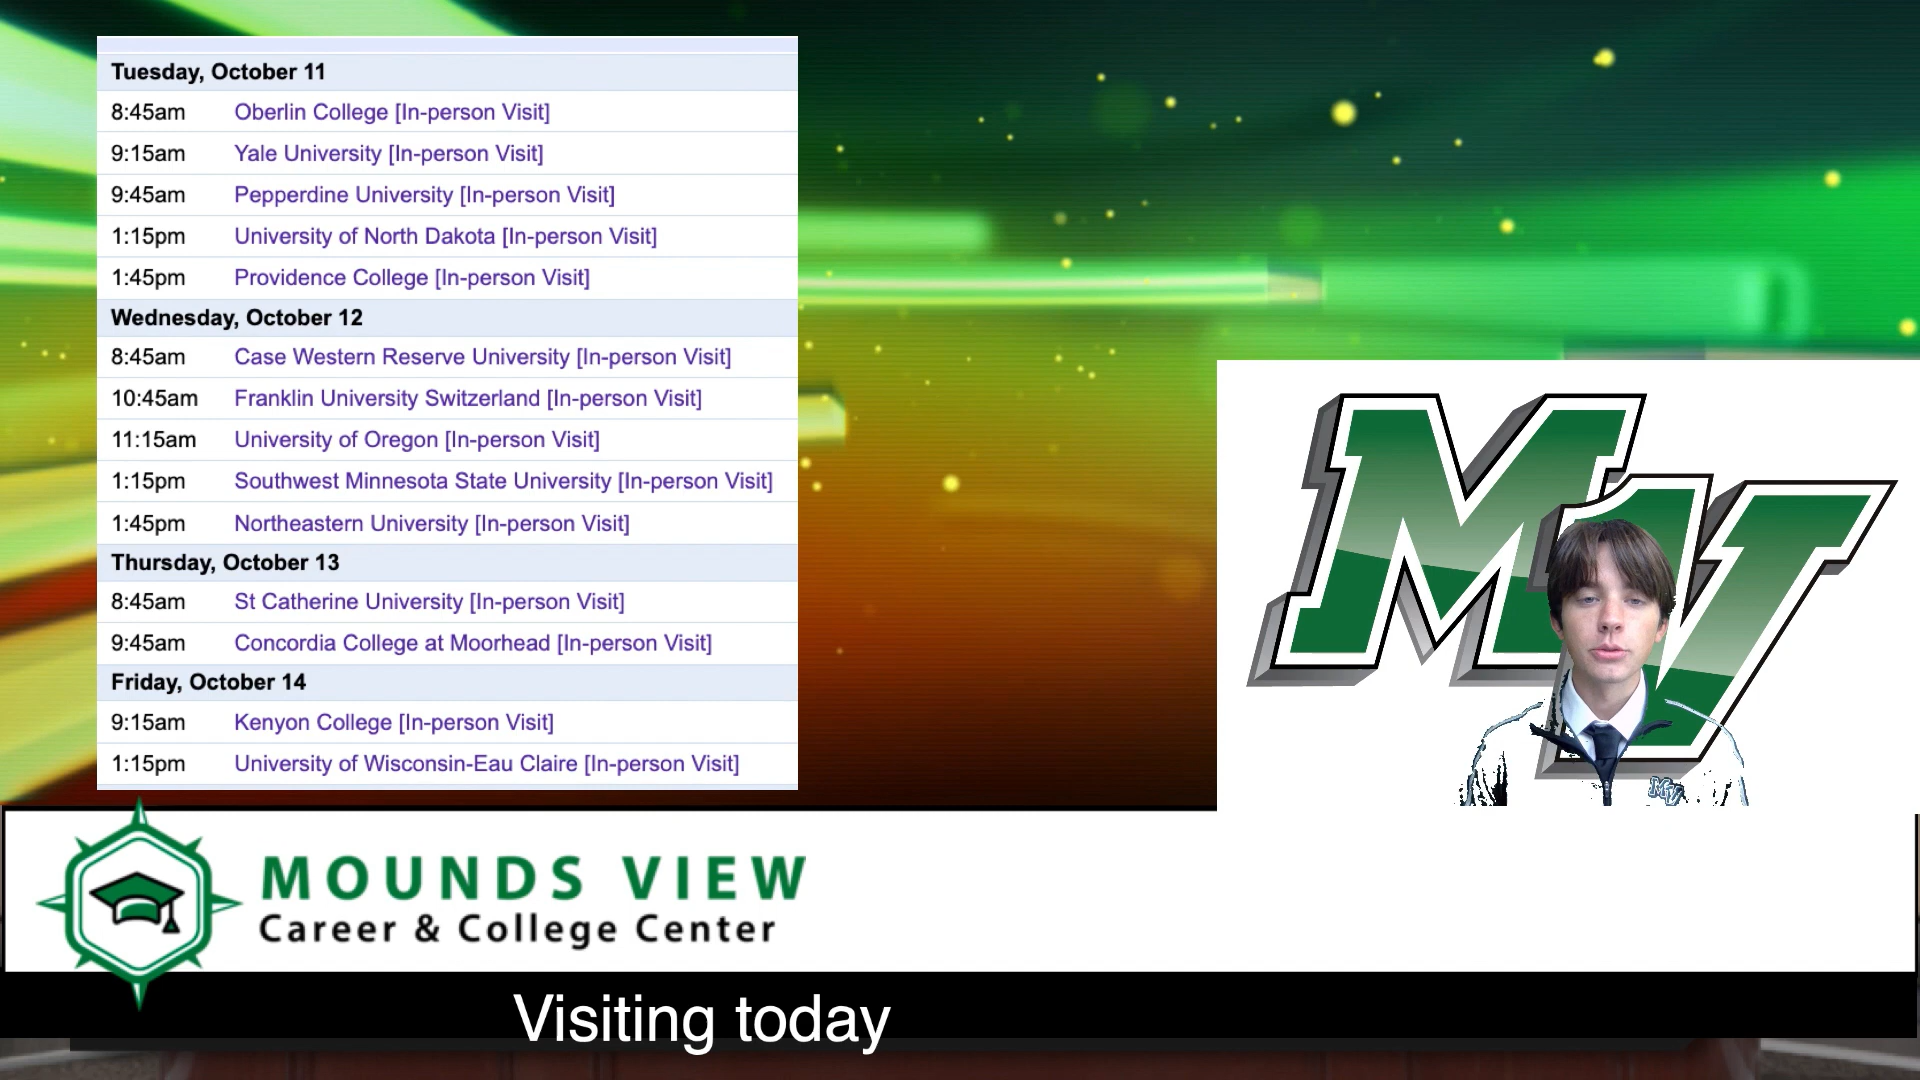 Tuesday, October 11
8:45am Oberlin College [In-person Visit]
9:15am Yale University [In-person Visit]
9:45am Pepperdine University [In-person Visit]
1:15pm University of North Dakota [In-person Visit]
1:45pm Providence College [In-person Visit]
Wednesday, October 12
8:45am Case Western Reserve University [In-person Visit]
10:45am Franklin University Switzerland [In-person Visit]
11:15am University of Oregon [In-person Visit]
1:15pm Southwest Minnesota State University [In-person Visit]
1:45pm Northeastern University [In-person Visit]
Thursday, October 13
8:45am St Catherine University [In-person Visit]
9:45am Concordia College at Moorhead [In-person Visit]
Friday, October 14
9:15am Kenyon College [In-person Visit]
1:15pm University of Wisconsin-Eau Claire [In-person Visit]
MV
MV
MOUNDS VIEW
Career & College Center
Visiting today